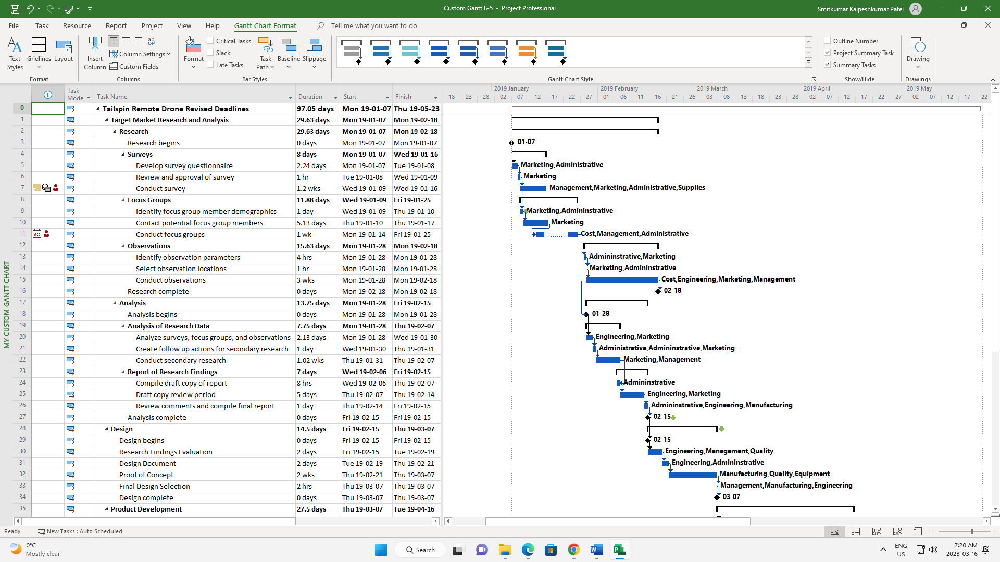 Custom Gantt 8-5 - Project Professional
Smitkumar Kalpeshkumar Patel
File Task Resource Report Project View Help Gantt Chart Format Tell me what you want to do
Text Styles Gridlines Layout
Format
Insert Column Column Settings Custom Fields
Columns
Format Critical Tasks Slack Late Tasks Task Path Baseline Slippage
Bar Styles
Gantt Chart Style
Outline Number
Project Summary Task
Summary Tasks
Show/Hide
Drawing
Drawings
Task Mode Task Name Duration Start Finish
2019 January 2019 February 2019 March 2019 April 2019 May
18 23 28 02 07 12 17 22 27 01 06 11 16 21 26 03 08 13 18 23 28 02 07 12 17 22 27 02 07 12 17 22
MY CUSTOM GANTT CHART
0 Tailspin Remote Drone Revised Deadlines 97.05 days Mon 19-01-07 Thu 19-05-23
1 Target Market Research and Analysis 29.63 days Mon 19-01-07 Mon 19-02-18
2 Research 29.63 days Mon 19-01-07 Mon 19-02-18
3 Research begins 0 days Mon 19-01-07 Mon 19-01-07 01-07
4 Surveys 8 days Mon 19-01-07 Wed 19-01-16
5 Develop survey questionnaire 2.24 days Mon 19-01-07 Tue 19-01-08 Marketing,Administrative
6 Review and approval of survey 1 hr Tue 19-01-08 Wed 19-01-09 Marketing
7 Conduct survey 1.2 wks Wed 19-01-09 Wed 19-01-16 Management,Marketing,Administrative,Supplies
8 Focus Groups 11.88 days Wed 19-01-09 Fri 19-01-25
9 Identify focus group member demographics 1 day Wed 19-01-09 Thu 19-01-10 Marketing,Admininstrative
10 Contact potential focus group members 5.13 days Thu 19-01-10 Thu 19-01-17 Marketing
11 Conduct focus groups 1 wk Mon 19-01-14 Fri 19-01-25 Cost,Management,Administrative
12 Observations 15.63 days Mon 19-01-28 Mon 19-02-18
13 Identify observation parameters 4 hrs Mon 19-01-28 Mon 19-01-28 Admininstrative,Marketing
14 Select observation locations 1 hr Mon 19-01-28 Mon 19-01-28 Marketing,Admininstrative
15 Conduct observations 3 wks Mon 19-01-28 Mon 19-02-18 Cost,Engineering,Marketing,Management
16 Research complete 0 days Mon 19-02-18 Mon 19-02-18 02-18
17 Analysis 13.75 days Mon 19-01-28 Fri 19-02-15
18 Analysis begins 0 days Mon 19-01-28 Mon 19-01-28 01-28
19 Analysis of Research Data 7.75 days Mon 19-01-28 Thu 19-02-07
20 Analyze surveys, focus groups, and observations 2.13 days Mon 19-01-28 Wed 19-01-30 Engineering,Marketing
21 Create follow up actions for secondary research 1 day Wed 19-01-30 Thu 19-01-31 Administrative,Admininstrative,Marketing
22 Conduct secondary research 1.02 wks Thu 19-01-31 Thu 19-02-07 Marketing,Management
23 Report of Research Findings 7 days Wed 19-02-06 Fri 19-02-15
24 Compile draft copy of report 8 hrs Wed 19-02-06 Thu 19-02-07 Admininstrative
25 Draft copy review period 5 days Thu 19-02-07 Thu 19-02-14 Engineering,Marketing
26 Review comments and compile final report 1 day Thu 19-02-14 Fri 19-02-15 Admininstrative,Engineering,Manufacturing
27 Analysis complete 0 days Fri 19-02-15 Fri 19-02-15 02-15
28 Design 14.5 days Fri 19-02-15 Thu 19-03-07
29 Design begins 0 days Fri 19-02-15 Fri 19-02-15 02-15
30 Research Findings Evaluation 2 days Fri 19-02-15 Tue 19-02-19 Engineering,Management,Quality
31 Design Document 2 days Tue 19-02-19 Thu 19-02-21 Engineering,Admininstrative
32 Proof of Concept 2 wks Thu 19-02-21 Thu 19-03-07 Manufacturing,Quality,Equipment
33 Final Design Selection 2 hrs Thu 19-03-07 Thu 19-03-07 Management,Manufacturing,Engineering
34 Design complete 0 days Thu 19-03-07 Thu 19-03-07 03-07
35 Product Development 27.5 days Thu 19-03-07 Tue 19-04-16
Ready New Tasks : Auto Scheduled
0°C
Mostly clear
Search
ENG
US
7:20 AM
2023-03-16